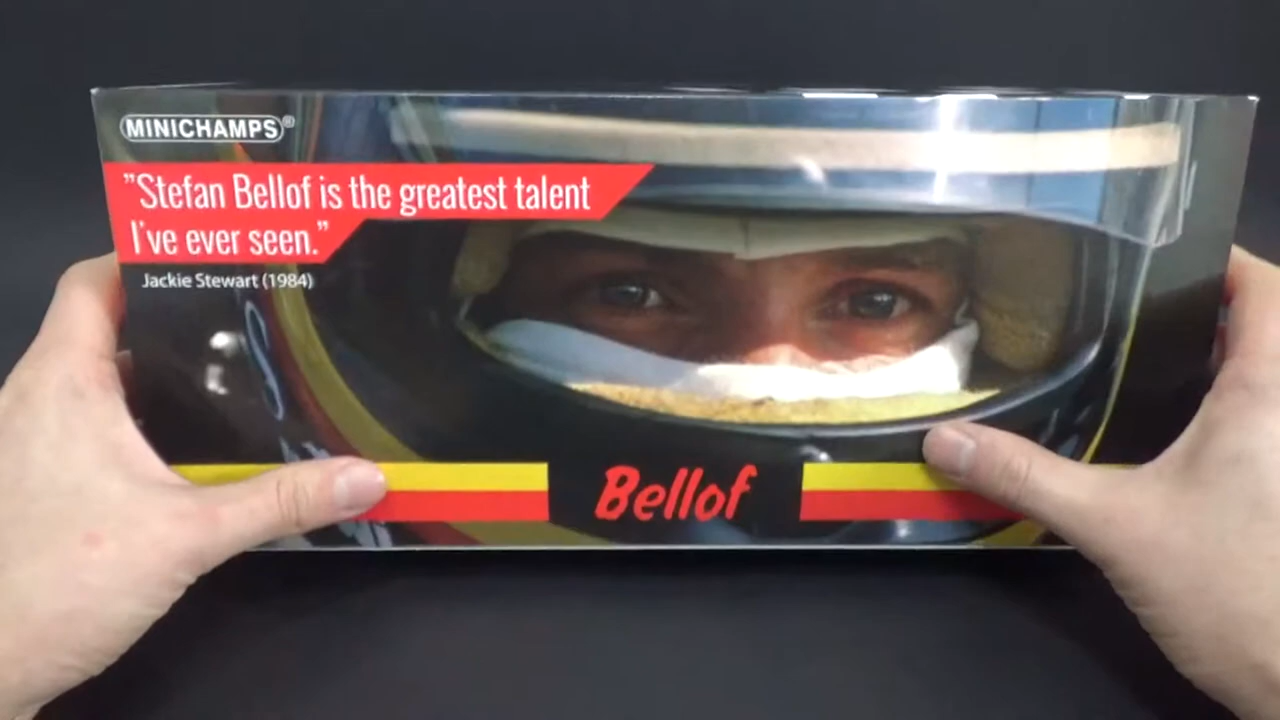 MINICHAMPS®
"Stefan Bellof is the greatest talent
I've ever seen."
Jackie Stewart (1984)
Bellof